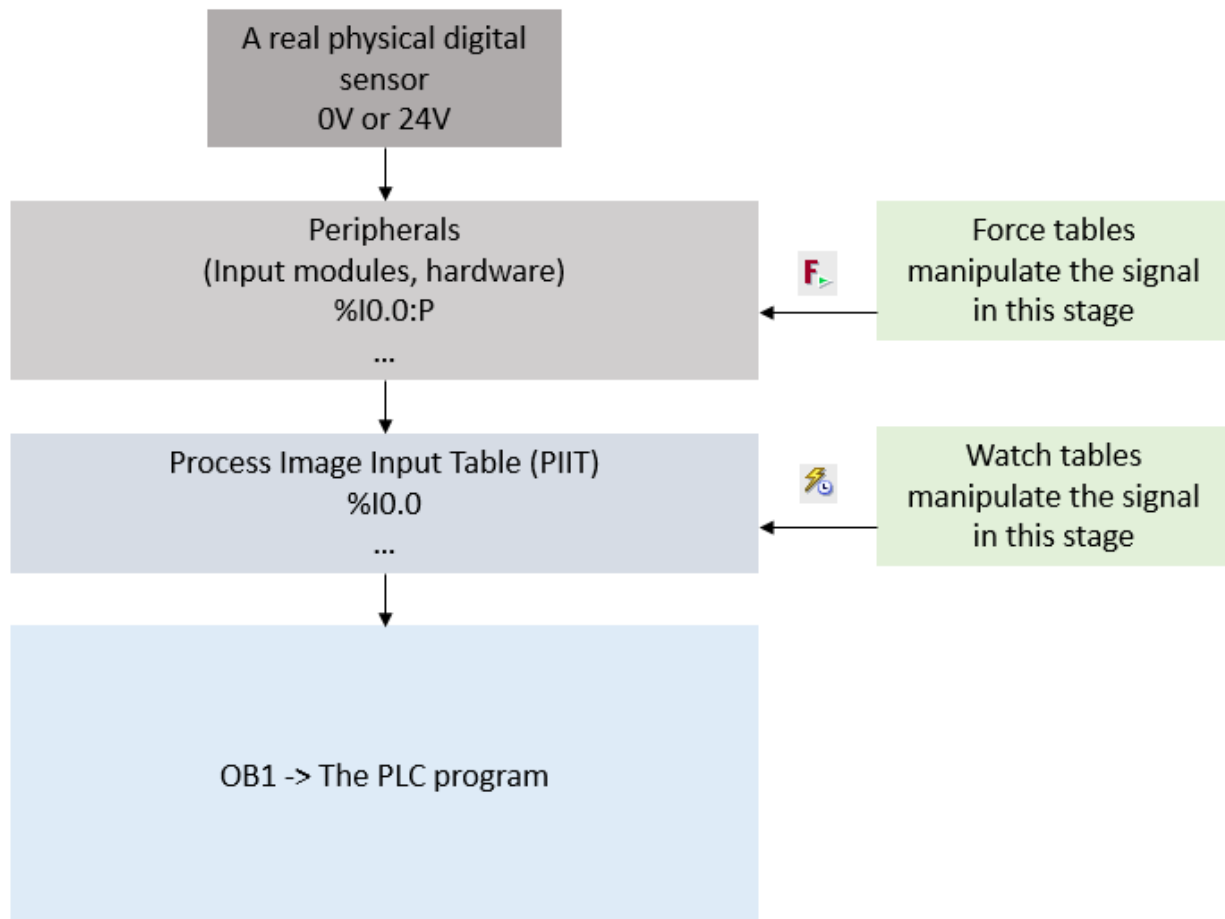 A real physical digital
sensor
0V or 24V
Peripherals
(Input modules, hardware)
%I0.0:P
...
Force tables
manipulate the signal
in this stage
F
Process Image Input Table (PIIT)
%I0.0
...
Watch tables
manipulate the signal
in this stage
OB1 -> The PLC program